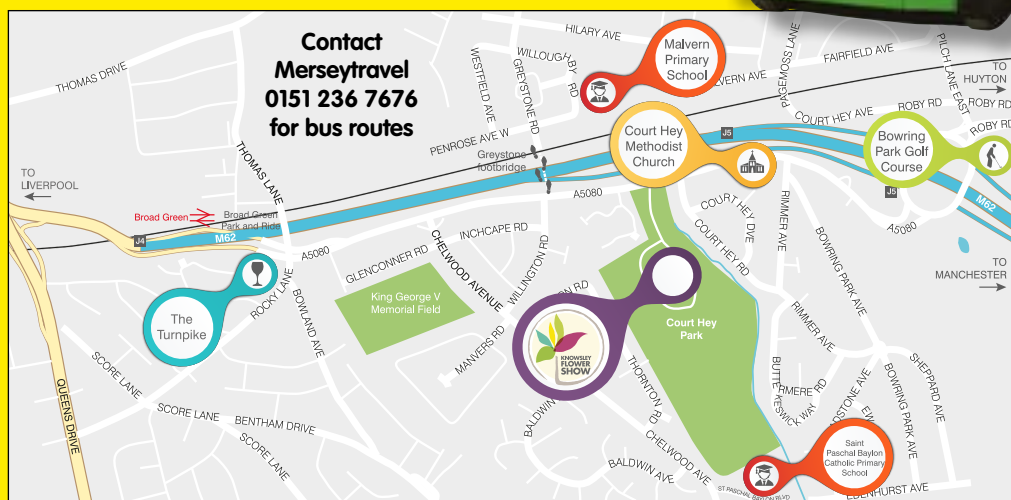 Contact
Merseytravel
0151 236 7676
for bus routes
HILARY AVE
Malvern
Primary
School
WILLOUGHBY RD
PAGEMOSS LANE
FAIRFIELD AVE
PILCH LANE EAST
TO
HUYTON
THOMAS DRIVE
WESTFIELD AVE
GREYSTONE RD
ROBY RD
ROBY RD
ROBY RD
COURT HEY AVE
PENROSE AVE W
Greystone
footbridge
Court Hey
Methodist
Church
J5
Bowring
Park Golf
Course
J5
M62
THOMAS LANE
TO
LIVERPOOL
A5080
A5080
Broad Green
Broad Green
Park and Ride
J4
M62
A5080
COURT HEY DVE
COURT HEY RD
RIMMER AVE
BOWRING PARK AVE
TO
MANCHESTER
INCHCAPE RD
GLENCONNER RD
CHELWOOD AVENUE
WILLINGTON RD
ROCKY LANE
BOWLAND AVE
King George V
Memorial Field
The
Turnpike
KNOWSLEY
FLOWER
SHOW
Court Hey
Park
MANVERS RD
RIMMER AVE
SCORE LANE
SCORE LANE
SCORE LANE
BENTHAM DRIVE
QUEENS DRIVE
BALDWIN
THORNTON RD
CHELWOOD AVE
BALDWIN AVE
KESWICK WAY
BOWRING PARK AVE
SHEPPARD AVE
Saint
Paschal Baylon
Catholic Primary
School
ST PASCHAL BAYLON BLVD